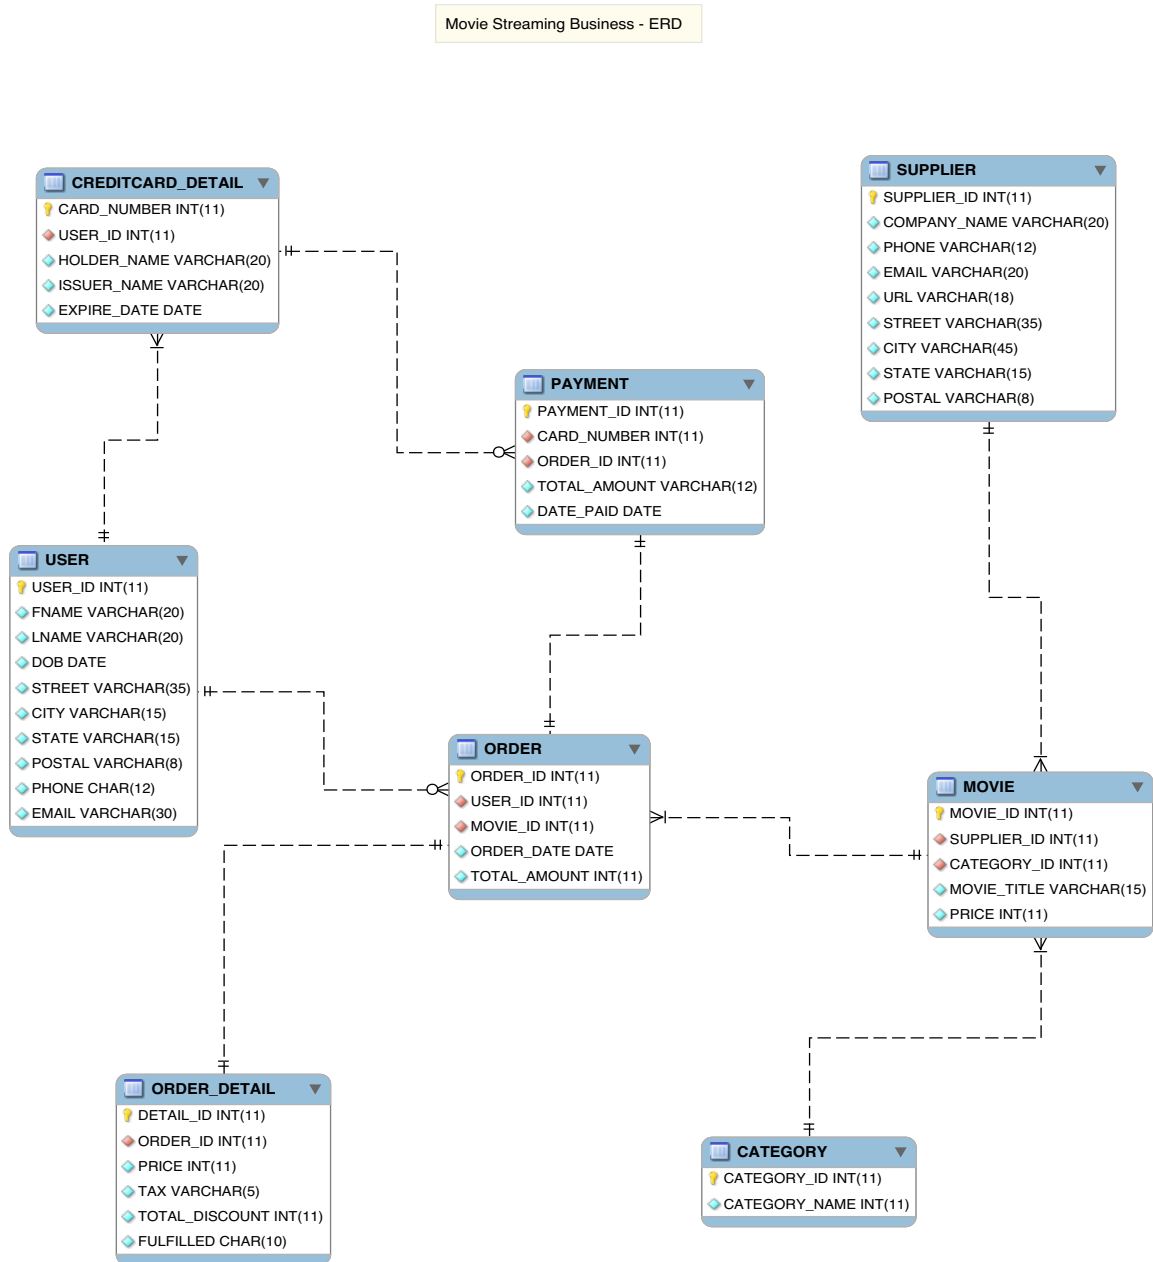 Movie Streaming Business - ERD
CREDITCARD_DETAIL
CARD_NUMBER INT(11)
USER_ID INT(11)
HOLDER_NAME VARCHAR(20)
ISSUER_NAME VARCHAR(20)
EXPIRE_DATE DATE
SUPPLIER
SUPPLIER_ID INT(11)
COMPANY_NAME VARCHAR(20)
PHONE VARCHAR(12)
EMAIL VARCHAR(20)
URL VARCHAR(18)
STREET VARCHAR(35)
CITY VARCHAR(45)
STATE VARCHAR(15)
POSTAL VARCHAR(8)
PAYMENT
PAYMENT_ID INT(11)
CARD_NUMBER INT(11)
ORDER_ID INT(11)
TOTAL_AMOUNT VARCHAR(12)
DATE_PAID DATE
USER
USER_ID INT(11)
FNAME VARCHAR(20)
LNAME VARCHAR(20)
DOB DATE
STREET VARCHAR(35)
CITY VARCHAR(15)
STATE VARCHAR(15)
POSTAL VARCHAR(8)
PHONE CHAR(12)
EMAIL VARCHAR(30)
ORDER
ORDER_ID INT(11)
USER_ID INT(11)
MOVIE_ID INT(11)
ORDER_DATE DATE
TOTAL_AMOUNT INT(11)
MOVIE
MOVIE_ID INT(11)
SUPPLIER_ID INT(11)
CATEGORY_ID INT(11)
MOVIE_TITLE VARCHAR(15)
PRICE INT(11)
ORDER_DETAIL
DETAIL_ID INT(11)
ORDER_ID INT(11)
PRICE INT(11)
TAX VARCHAR(5)
TOTAL_DISCOUNT INT(11)
FULFILLED CHAR(10)
CATEGORY
CATEGORY_ID INT(11)
CATEGORY_NAME INT(11)